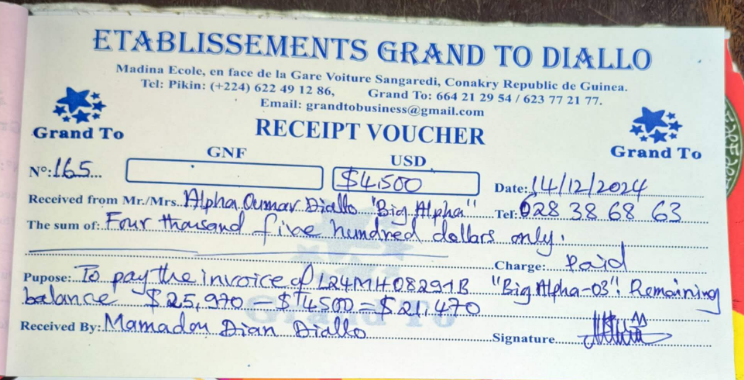 ETABLISSEMENTS GRAND TO DIALLO
Madina Ecole, en face de la Gare Voiture Sangaredi, Conakry Republic de Guinea.
Tel: Pikin: (+224) 622 49 12 86, Grand To: 664 21 29 54 / 623 77 21 77.
Email: grandtobusiness@gmail.com
Grand To RECEIPT VOUCHER Grand To
GNF USD
N°: 165 $4,500 Date: 14/12/2024
Received from Mr./Mrs. Alpha Oumar Diallo "Big Alpha" Tel: 028 38 68 63
The sum of: Four thousand five hundred dollars only.
Charge: Paid
Pupose: To pay the invoice of L24MH08291B "Big Alpha-03": Remaining
balance $25,970 - $4500 = $21,470
Grand To
Received By: Mamadou Dian Diallo Signature